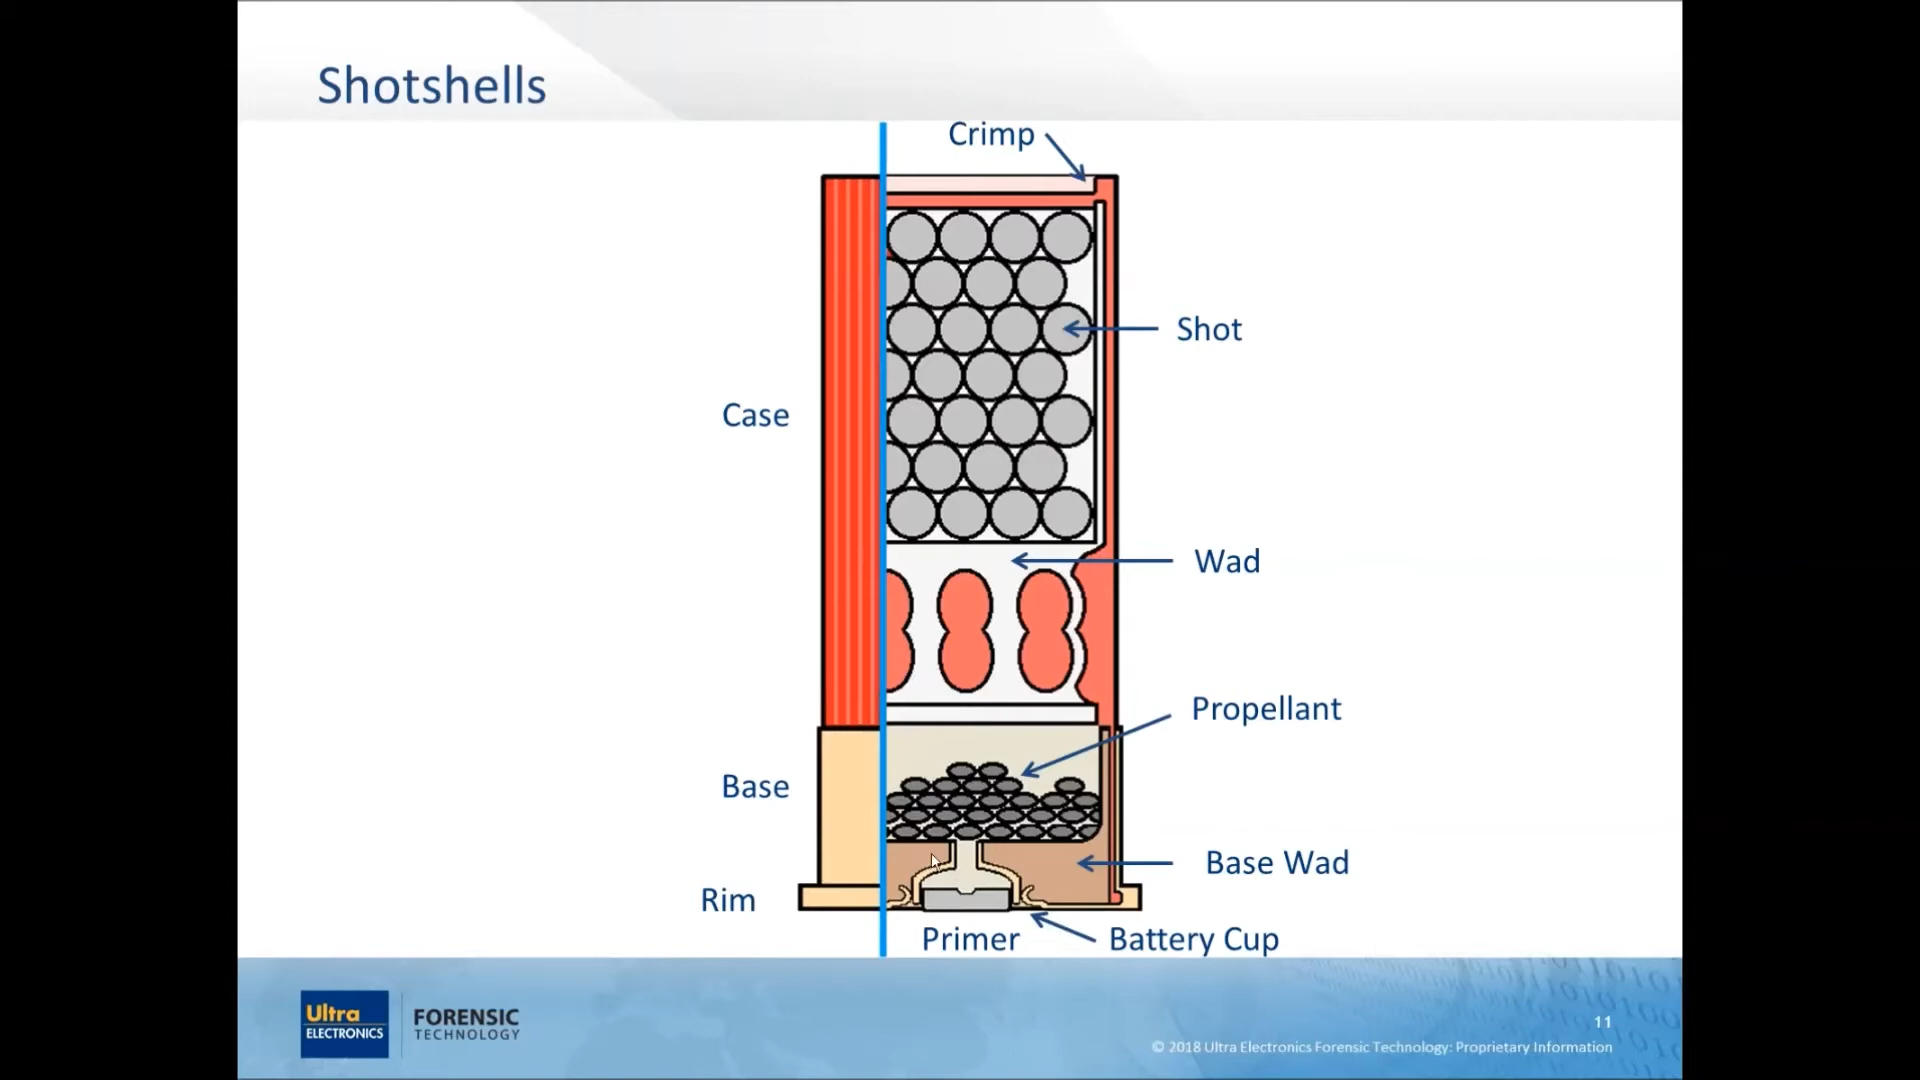 Shotshells
Crimp
Shot
Case
Wad
Propellant
Base
Base Wad
Rim
Primer
Battery Cup
Ultra
ELECTRONICS
FORENSIC
TECHNOLOGY
11
© 2018 Ultra Electronics Forensic Technology: Proprietary Information